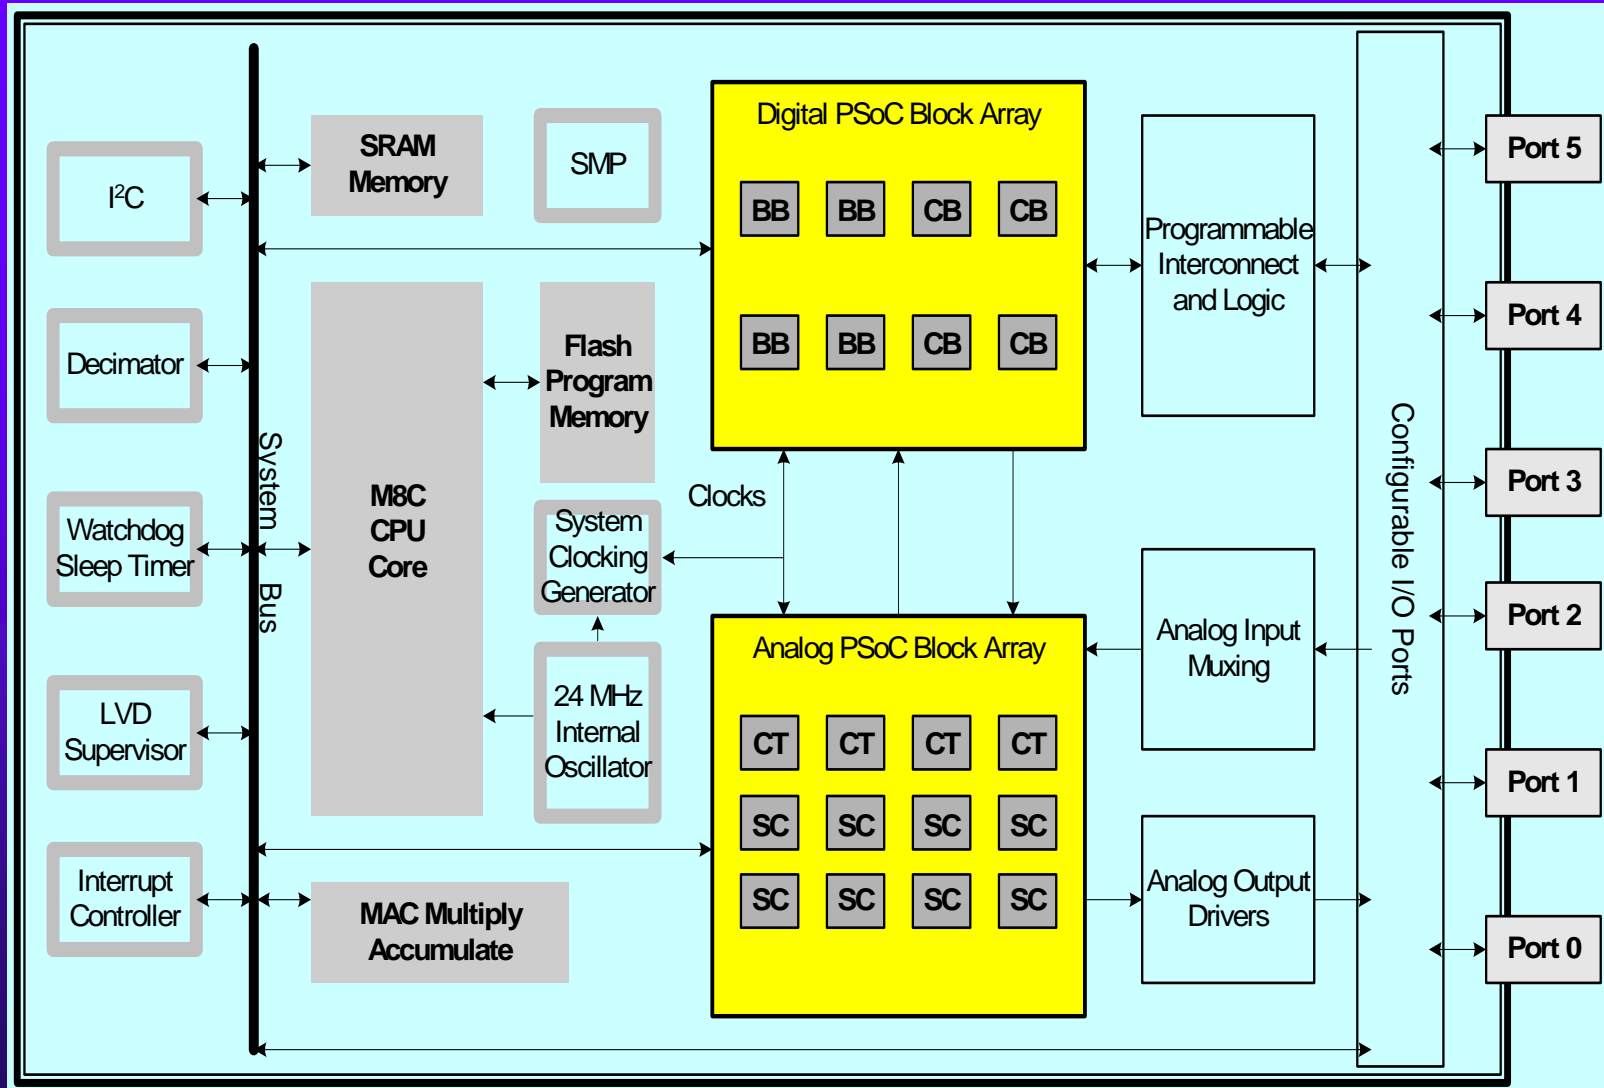 I²C
Decimator
Watchdog
Sleep Timer
LVD
Supervisor
Interrupt
Controller
System Bus
SRAM
Memory
SMP
M8C
CPU
Core
Flash
Program
Memory
System
Clocking
Generator
24 MHz
Internal
Oscillator
MAC Multiply
Accumulate
Clocks
Digital PSoC Block Array
BB BB CB CB
BB BB CB CB
Analog PSoC Block Array
CT CT CT CT
SC SC SC SC
SC SC SC SC
Programmable
Interconnect
and Logic
Analog Input
Muxing
Analog Output
Drivers
Configurable I/O Ports
Port 5
Port 4
Port 3
Port 2
Port 1
Port 0